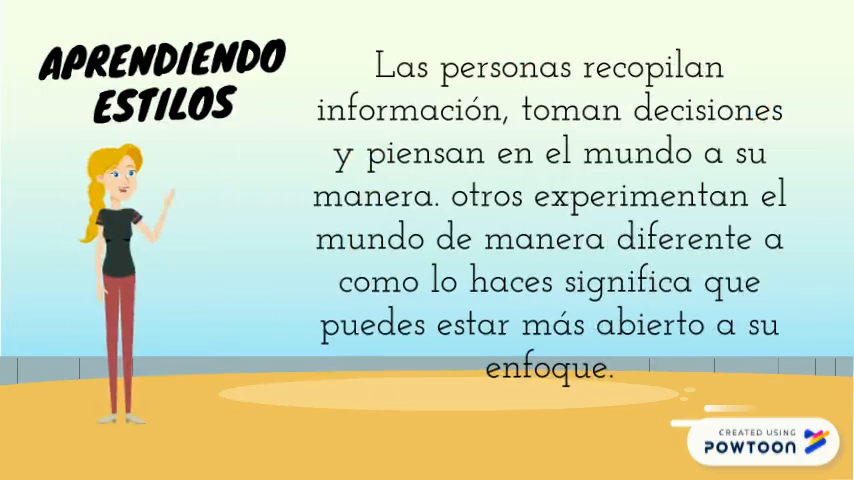 APRENDIENDO
ESTILOS
Las personas recopilan
información, toman decisiones
y piensan en el mundo a su
manera. otros experimentan el
mundo de manera diferente a
como lo haces significa que
puedes estar más abierto a su
enfoque.
CREATED USING
POWTOON